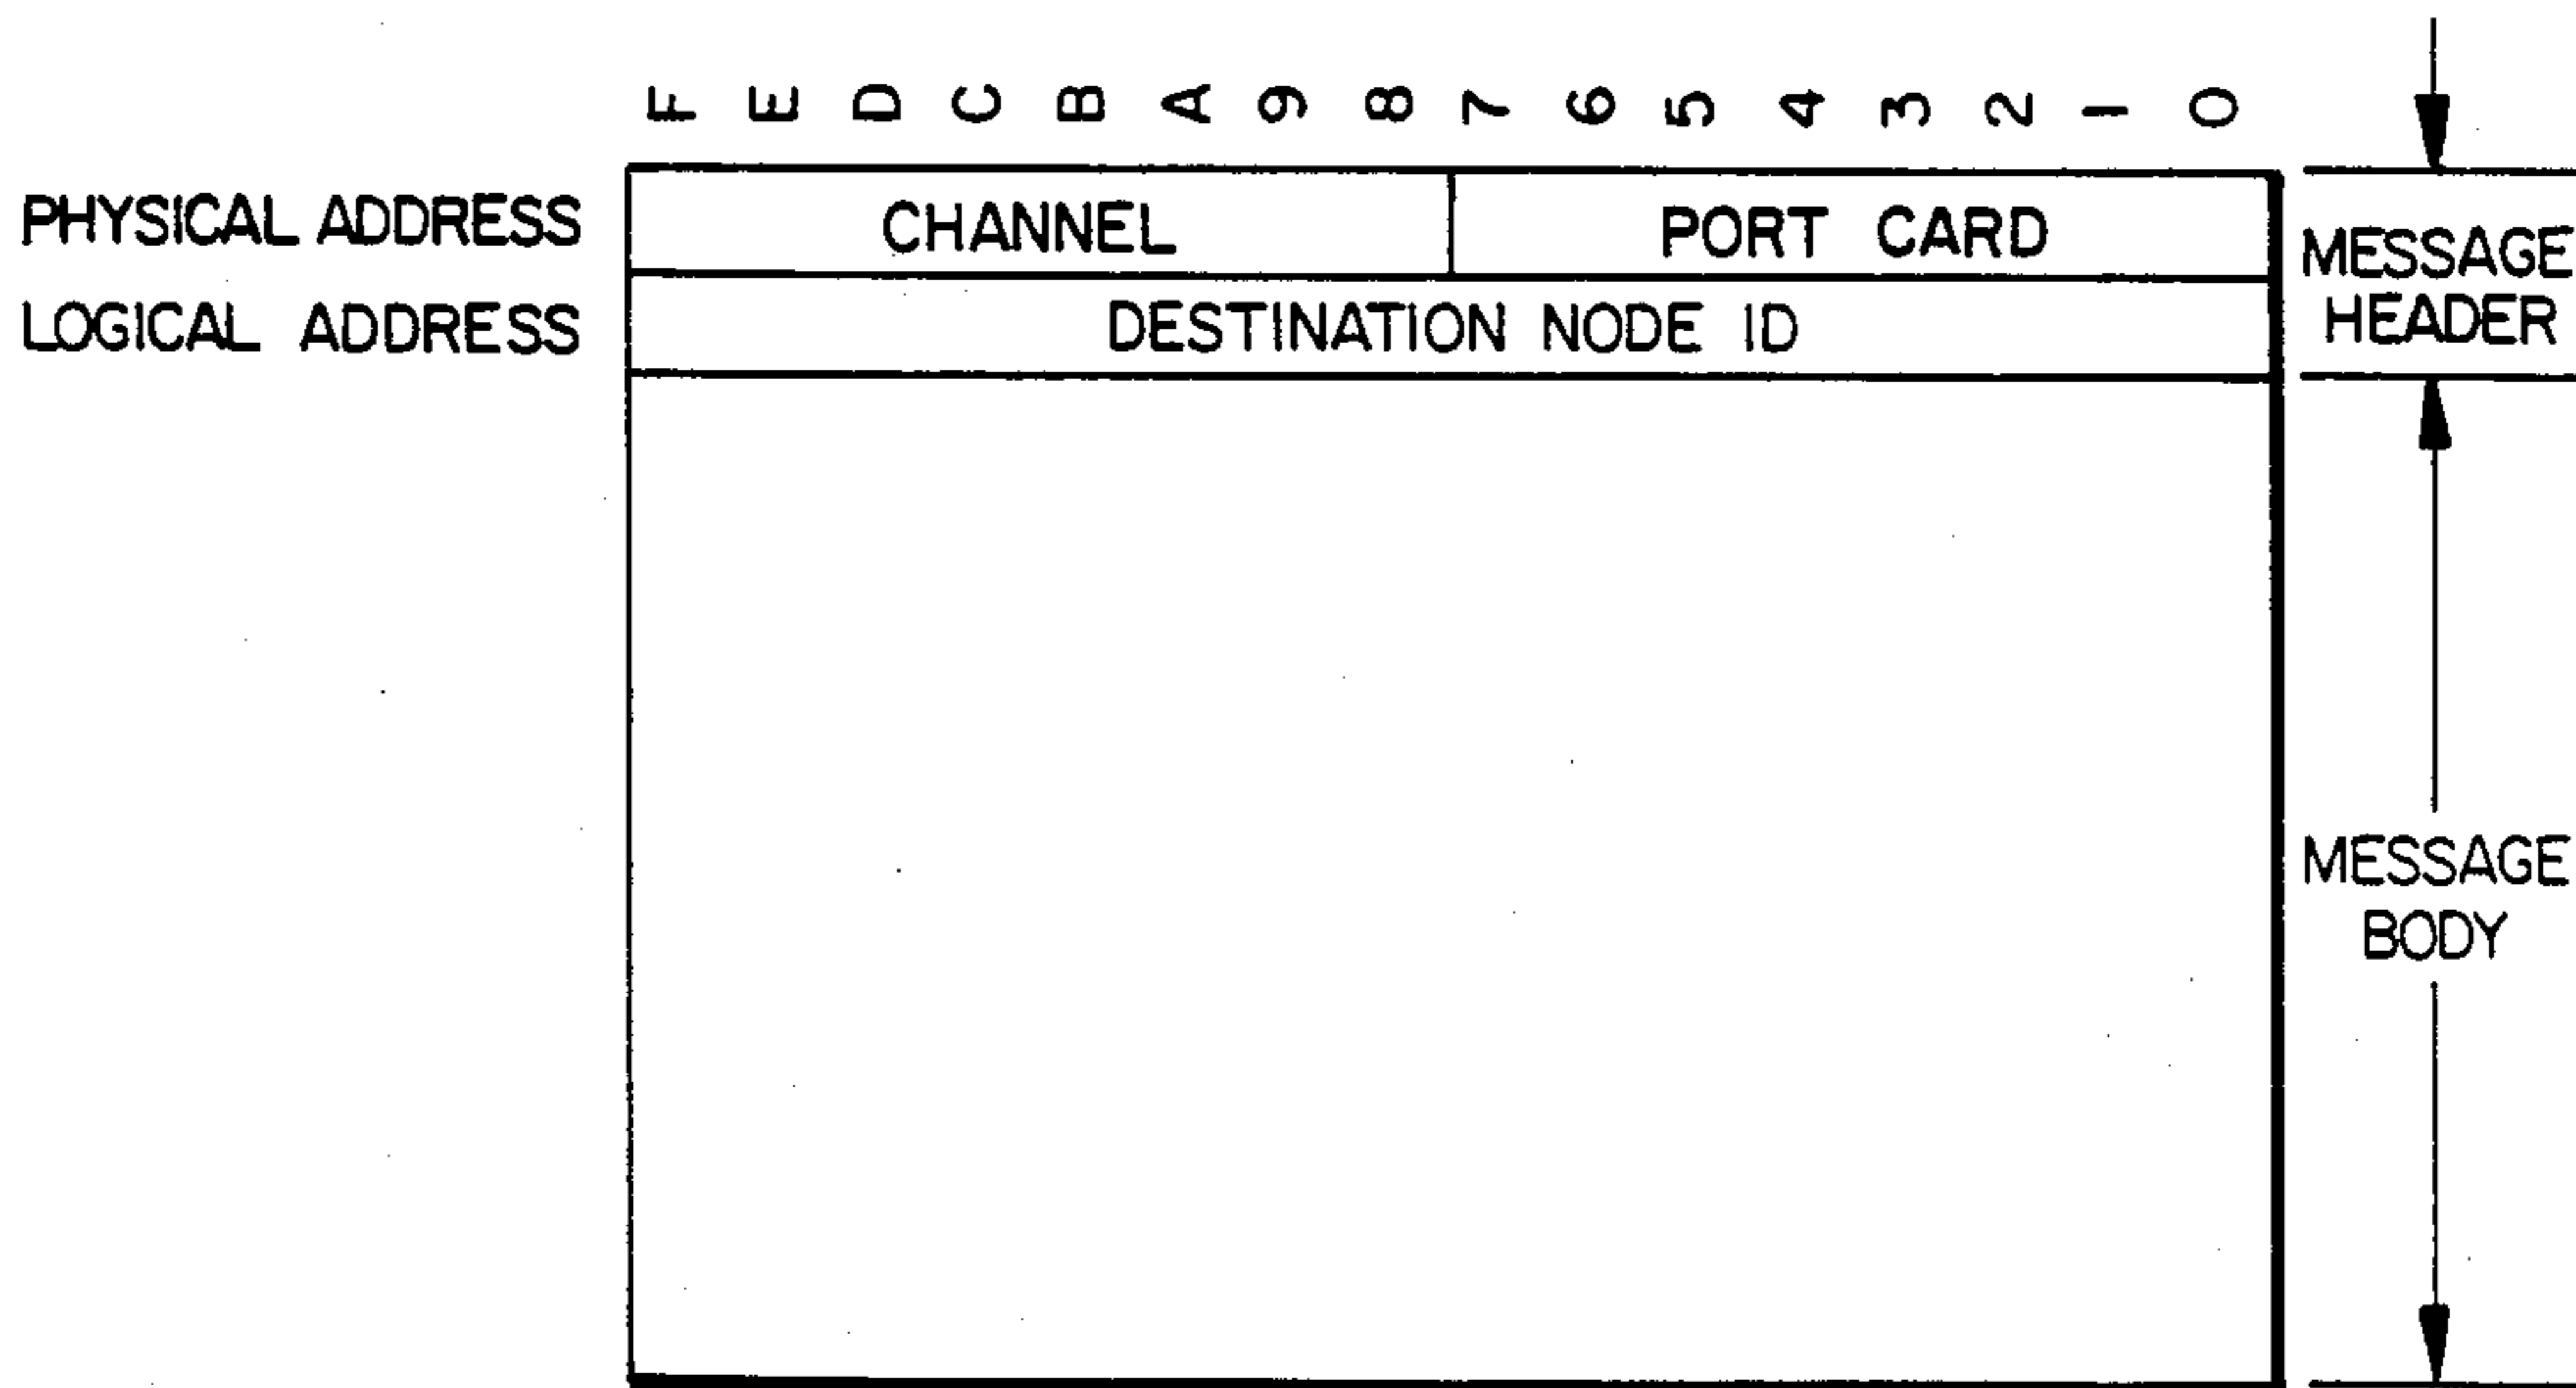 F E D C B A 9 8 7 6 5 4 3 2 1 0
PHYSICAL ADDRESS CHANNEL PORT CARD
LOGICAL ADDRESS DESTINATION NODE ID
MESSAGE
HEADER
MESSAGE
BODY